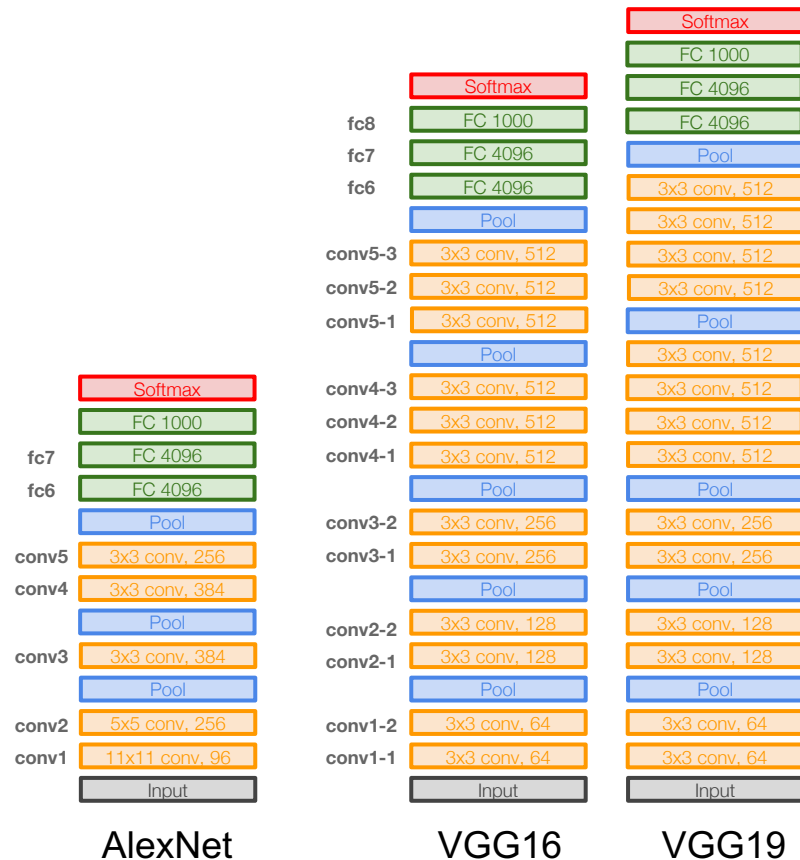 Softmax
FC 1000
Softmax FC 4096
fc8 FC 1000 FC 4096
fc7 FC 4096 Pool
fc6 FC 4096 3x3 conv, 512
Pool 3x3 conv, 512
conv5-3 3x3 conv, 512 3x3 conv, 512
conv5-2 3x3 conv, 512 3x3 conv, 512
conv5-1 3x3 conv, 512 Pool
Pool 3x3 conv, 512
Softmax conv4-3 3x3 conv, 512 3x3 conv, 512
FC 1000 conv4-2 3x3 conv, 512 3x3 conv, 512
fc7 FC 4096 conv4-1 3x3 conv, 512 3x3 conv, 512
fc6 FC 4096 Pool Pool
Pool conv3-2 3x3 conv, 256 3x3 conv, 256
conv5 3x3 conv, 256 conv3-1 3x3 conv, 256 3x3 conv, 256
conv4 3x3 conv, 384 Pool Pool
Pool conv2-2 3x3 conv, 128 3x3 conv, 128
conv3 3x3 conv, 384 conv2-1 3x3 conv, 128 3x3 conv, 128
Pool Pool Pool
conv2 5x5 conv, 256 conv1-2 3x3 conv, 64 3x3 conv, 64
conv1 11x11 conv, 96 conv1-1 3x3 conv, 64 3x3 conv, 64
Input Input Input
AlexNet VGG16 VGG19